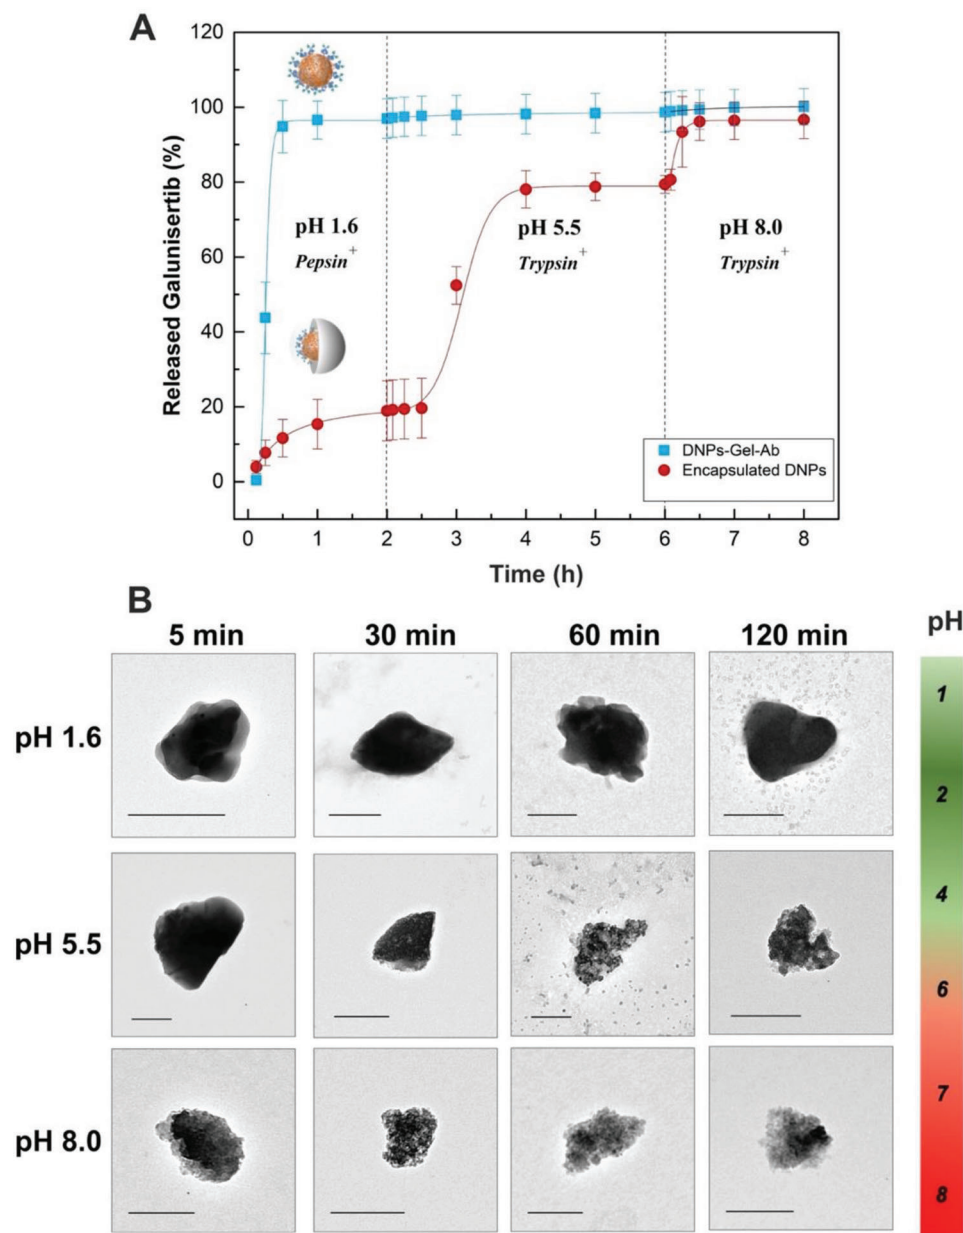 A
120
100
80
60
40
20
0
Released Galunisertib (%)
pH 1.6
Pepsin+
pH 5.5
Trypsin+
pH 8.0
Trypsin+
DNPs-Gel-Ab
Encapsulated DNPs
0 1 2 3 4 5 6 7 8
Time (h)
B
5 min 30 min 60 min 120 min pH
pH 1.6
pH 5.5
pH 8.0
1
2
4
6
7
8